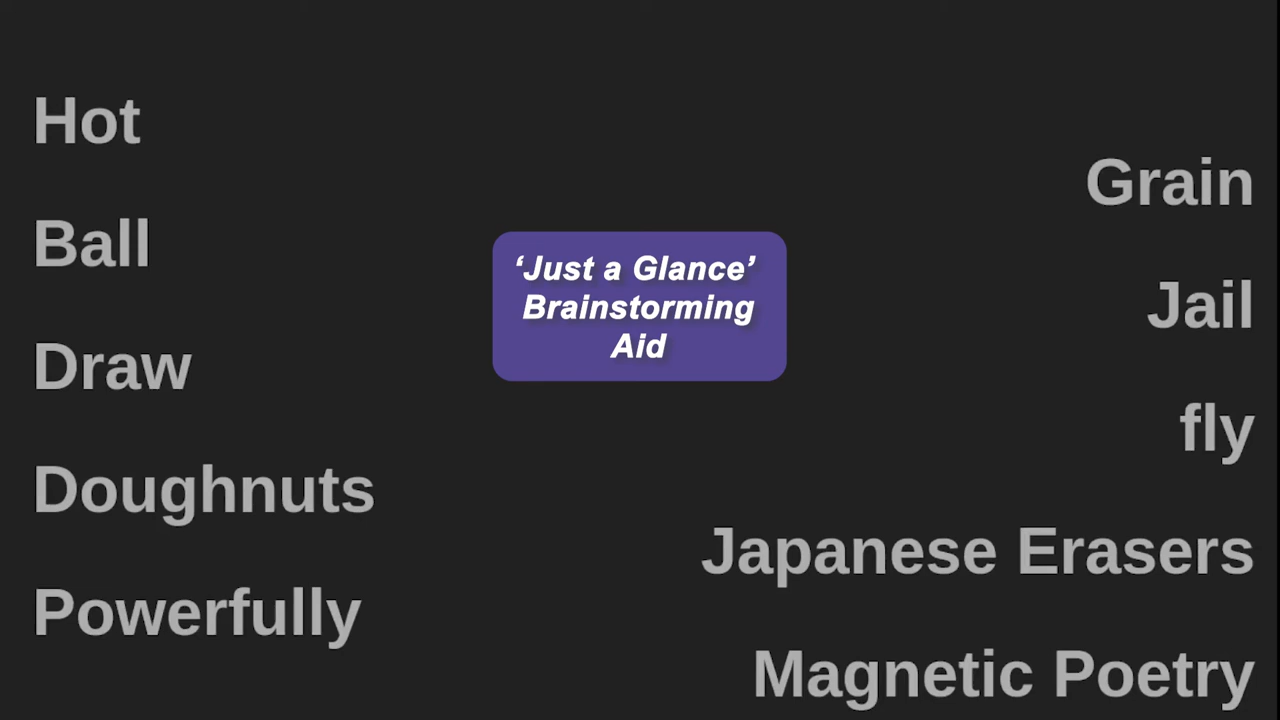 Hot
Ball
Draw
Doughnuts
Powerfully
‘Just a Glance’
Brainstorming
Aid
Grain
Jail
fly
Japanese Erasers
Magnetic Poetry